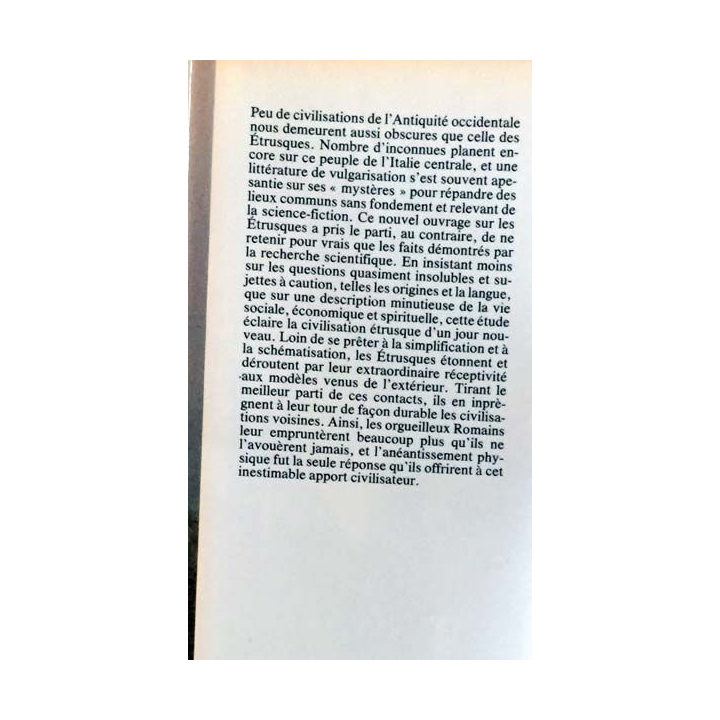 Peu de civilisations de l'Antiquité occidentale
nous demeurent aussi obscures que celle des
Étrusques. Nombre d'inconnues planent en-
core sur ce peuple de l'Italie centrale, et une
littérature de vulgarisation s'est souvent ape-
santie sur ses « mystères » pour répandre des
lieux communs sans fondement et relevant de
la science-fiction. Ce nouvel ouvrage sur les
Étrusques a pris le parti, au contraire, de ne
retenir pour vrais que les faits démontrés par
la recherche scientifique. En insistant moins
sur les questions quasiment insolubles et su-
jettes à caution, telles les origines et la langue,
que sur une description minutieuse de la vie
sociale, économique et spirituelle, cette étude
éclaire la civilisation étrusque d'un jour nou-
veau. Loin de se prêter à la simplification et à
la schématisation, les Étrusques étonnent et
déroutent par leur extraordinaire réceptivité
aux modèles venus de l'extérieur. Tirant le
meilleur parti de ces contacts, ils en inprè-
gnent à leur tour de façon durable les civilisa-
tions voisines. Ainsi, les orgueilleux Romains
leur empruntèrent beaucoup plus qu'ils ne
l'avouèrent jamais, et l'anéantissement phy-
sique fut la seule réponse qu'ils offrirent à cet
inestimable apport civilisateur.